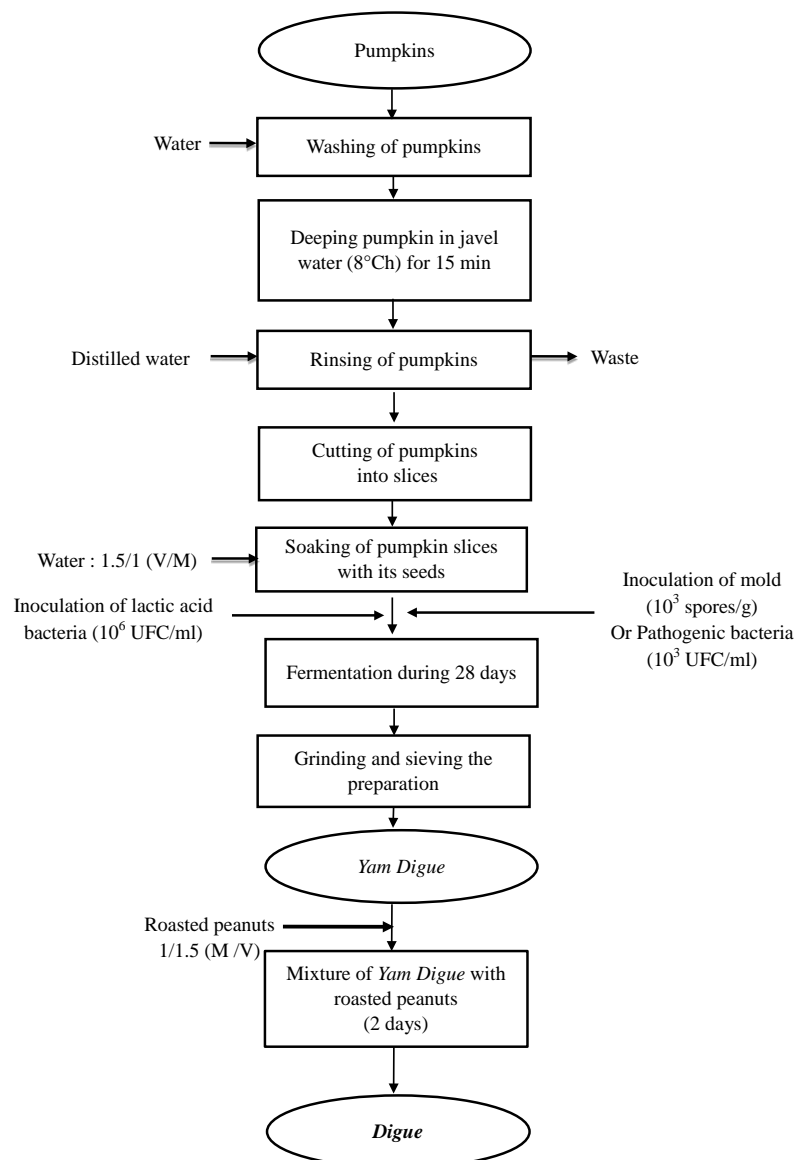 Pumpkins
Water
Washing of pumpkins
Deeping pumpkin in javel
water (8°Ch) for 15 min
Distilled water
Rinsing of pumpkins
Waste
Cutting of pumpkins
into slices
Water : 1.5/1 (V/M)
Soaking of pumpkin slices
with its seeds
Inoculation of lactic acid
bacteria (10⁶ UFC/ml)
Inoculation of mold
(10³ spores/g)
Or Pathogenic bacteria
(10³ UFC/ml)
Fermentation during 28 days
Grinding and sieving the
preparation
Yam Digue
Roasted peanuts
1/1.5 (M /V)
Mixture of Yam Digue with
roasted peanuts
(2 days)
Digue